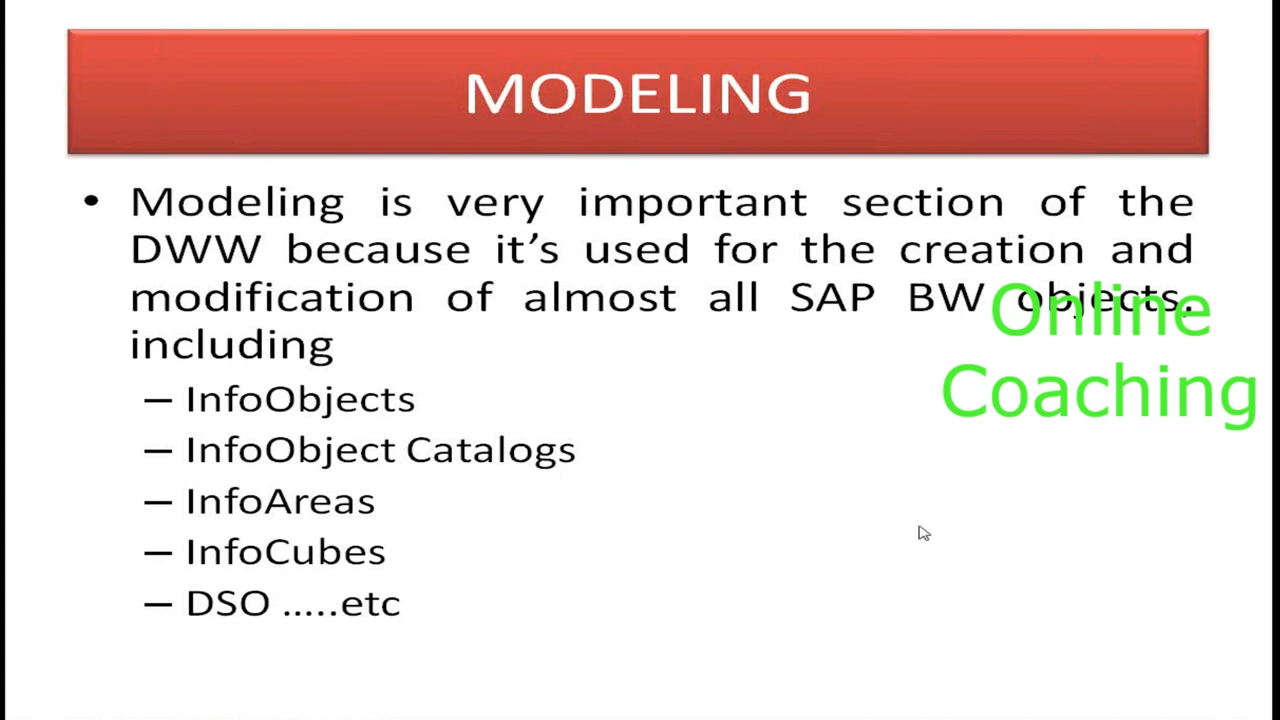 MODELING
• Modeling is very important section of the
DWW because it's used for the creation and
modification of almost all SAP BW objects.
including
– InfoObjects
– InfoObject Catalogs
– InfoAreas
– InfoCubes
– DSO .....etc
Online
Coaching